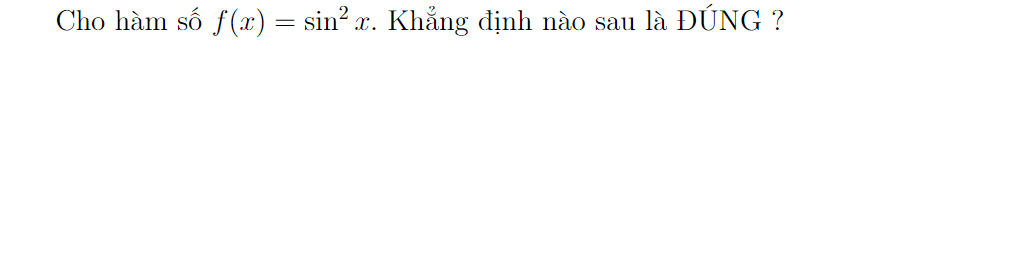 Cho hàm số f(x) = sin² x. Khẳng định nào sau là ĐÚNG ?